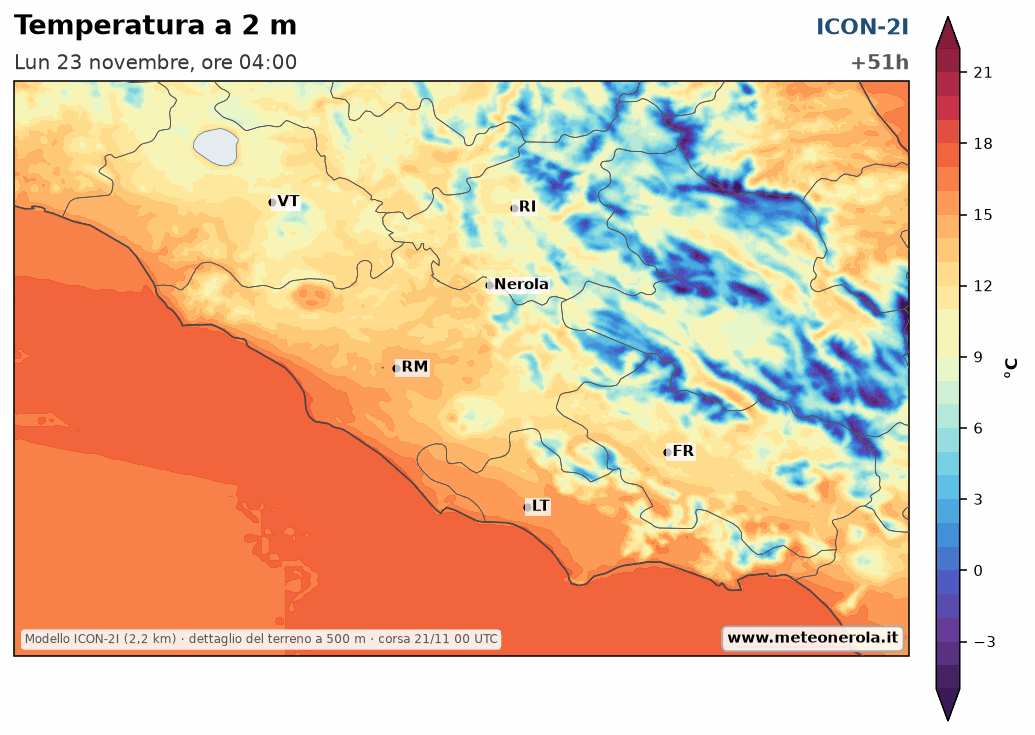 Temperatura a 2 m
ICON-2I
Lun 23 novembre, ore 04:00
+51h
VT
RI
Nerola
RM
FR
LT
21
18
15
12
9
6
3
0
−3
°C
Modello ICON-2I (2,2 km) · dettaglio del terreno a 500 m · corsa 21/11 00 UTC
www.meteonerola.it